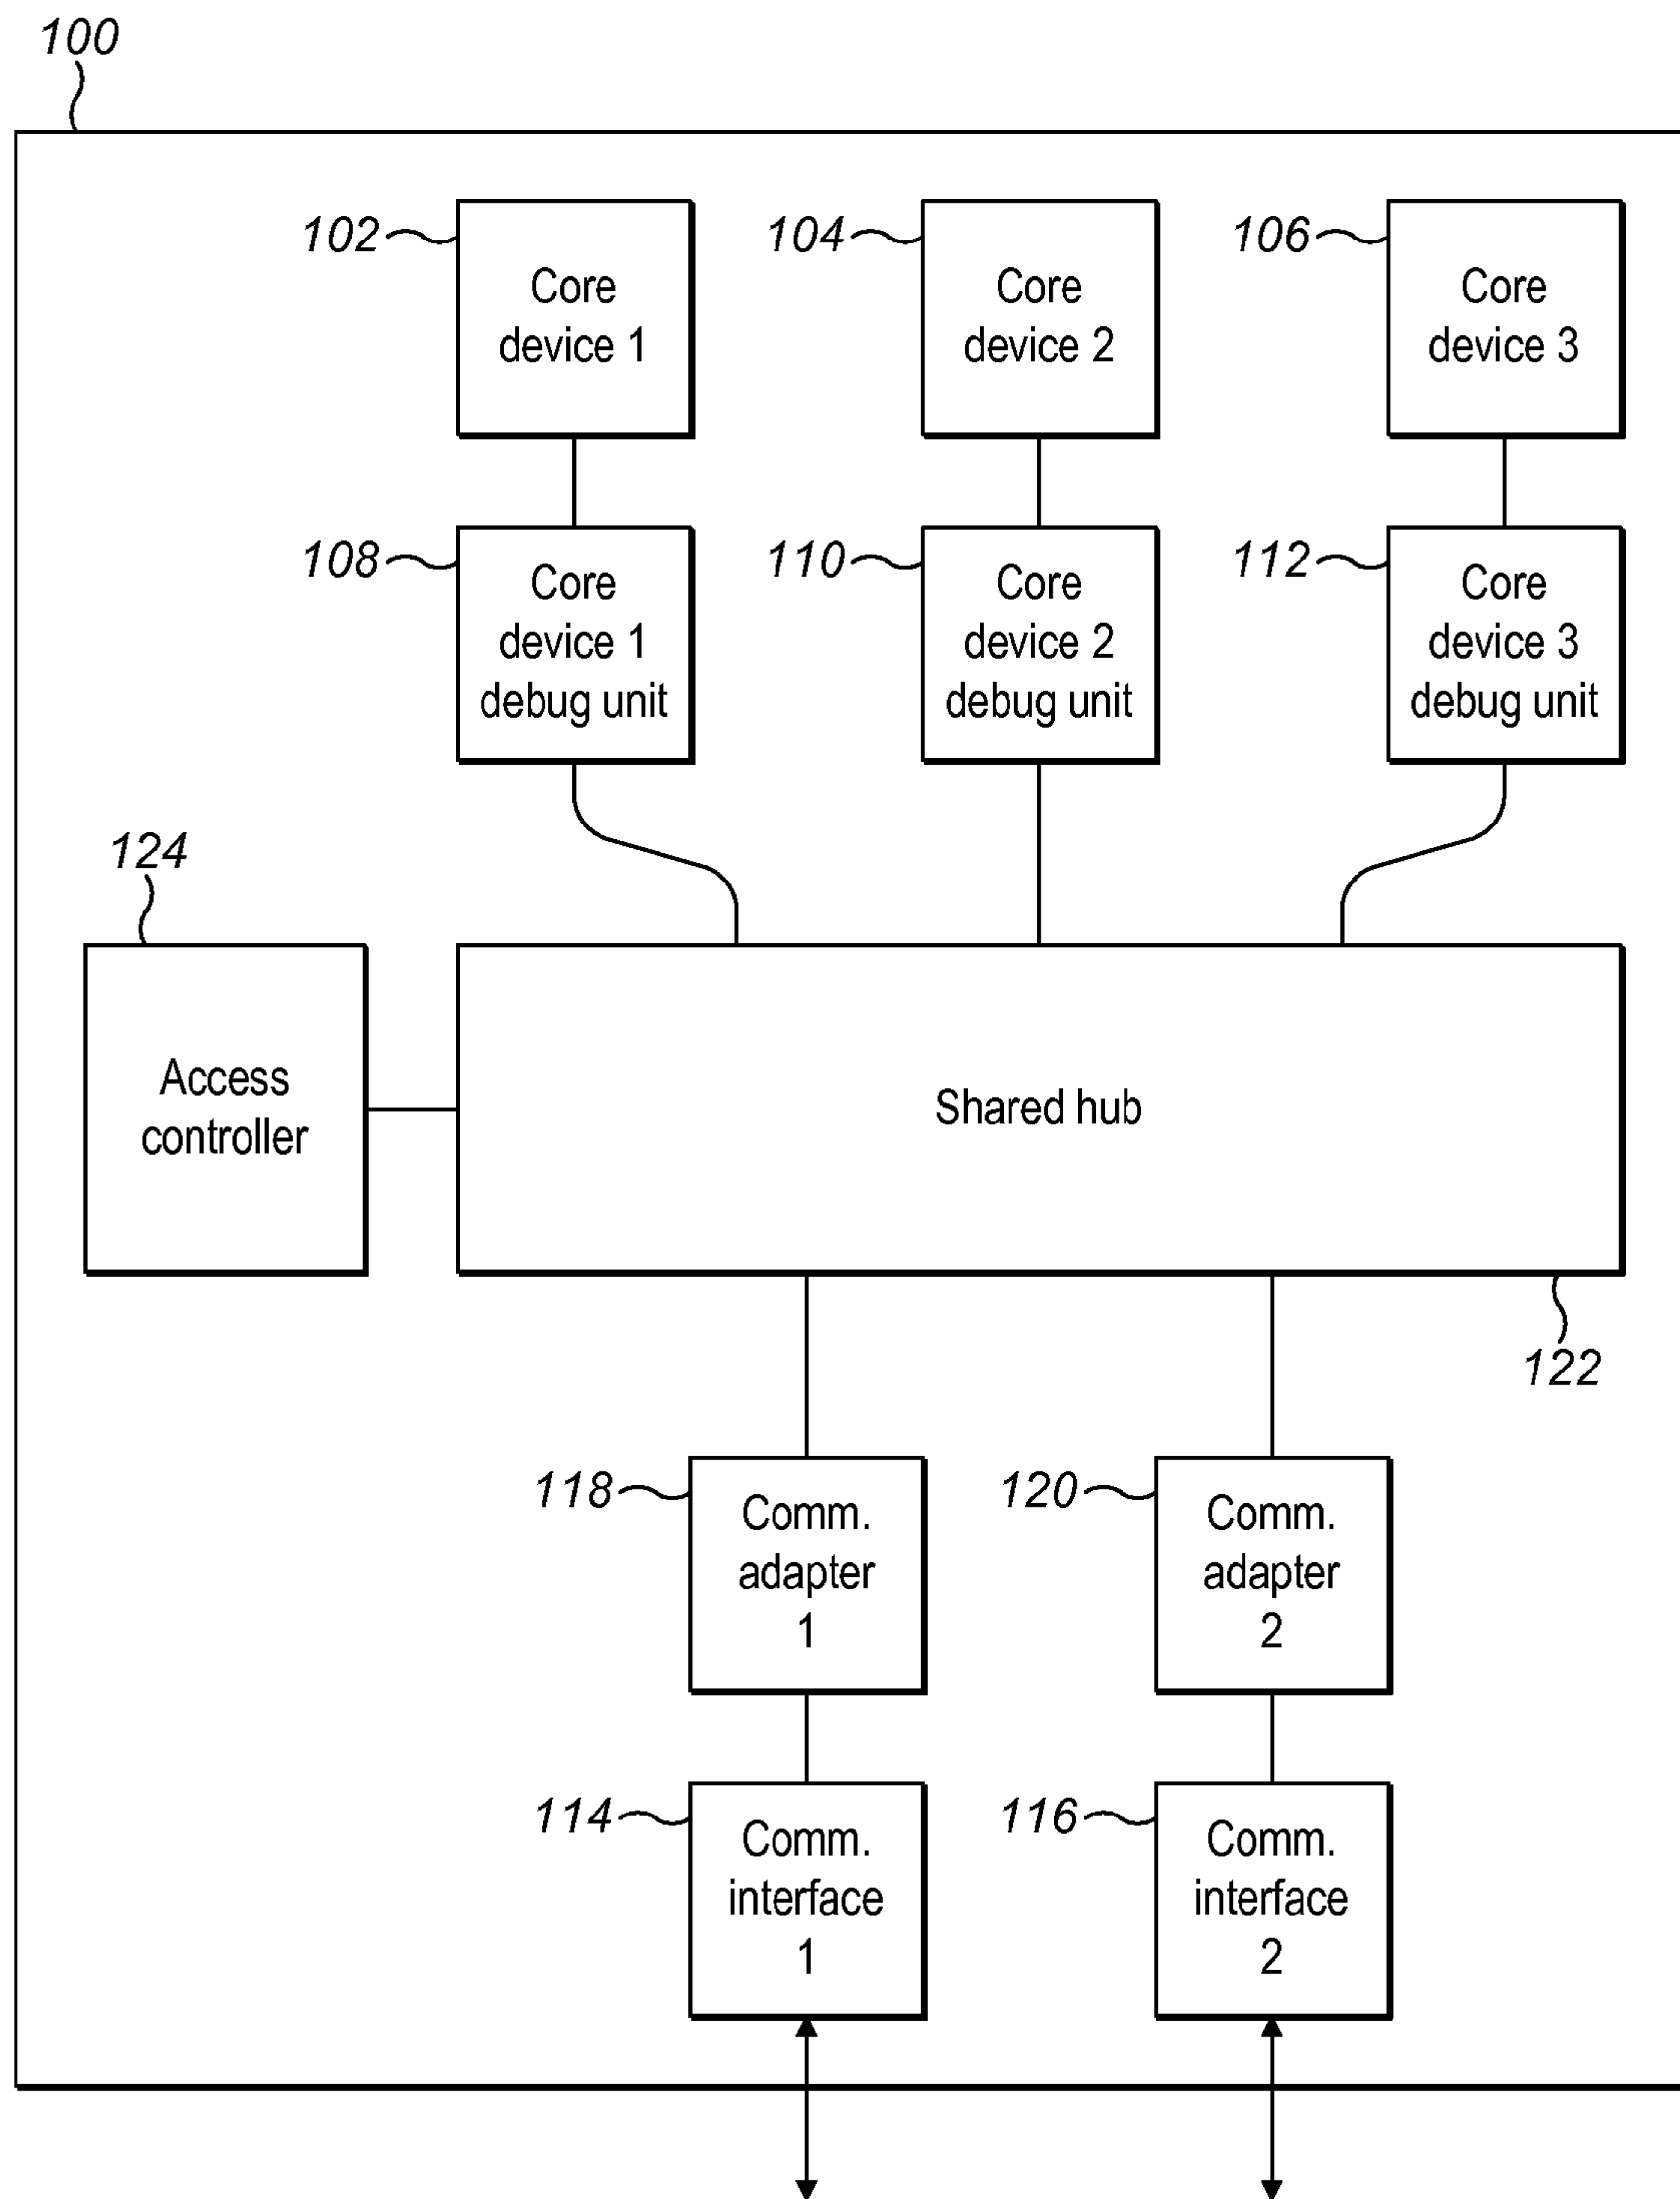 100
102
104
106
Core
device 1
Core
device 2
Core
device 3
108
110
112
Core
device 1
debug unit
Core
device 2
debug unit
Core
device 3
debug unit
124
Access
controller
Shared hub
122
118
120
Comm.
adapter
1
Comm.
adapter
2
114
116
Comm.
interface
1
Comm.
interface
2